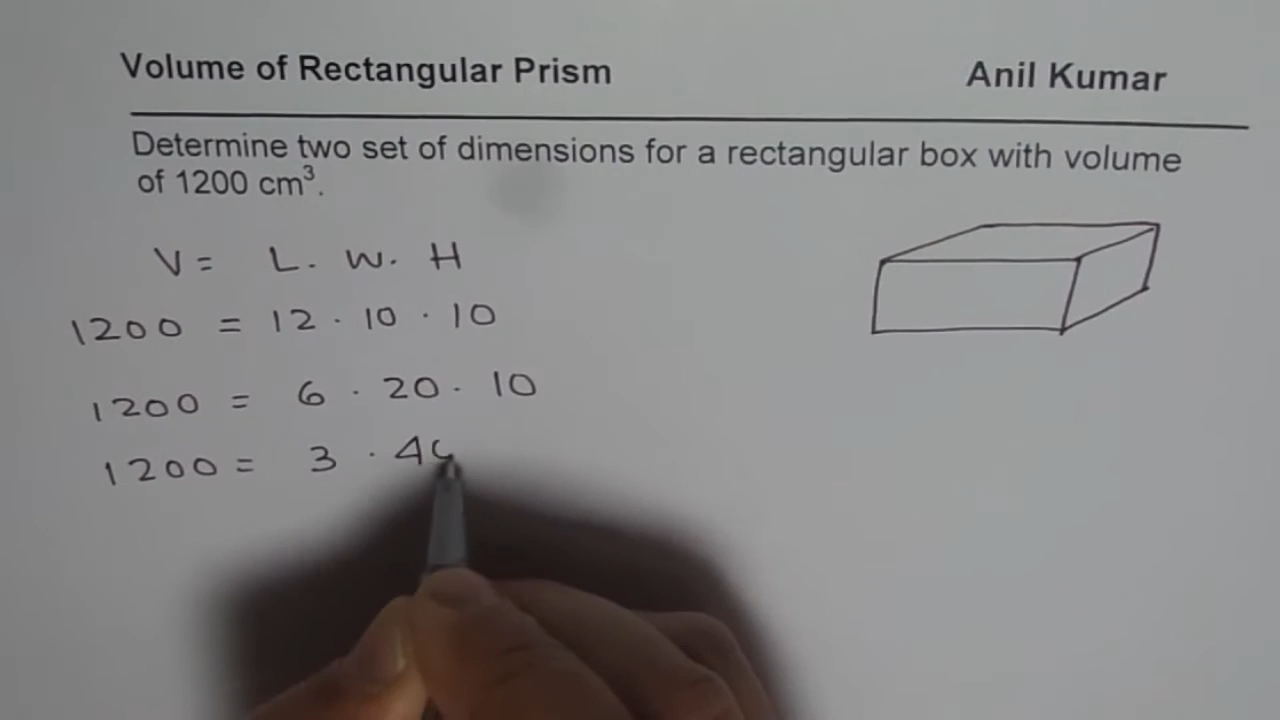 Volume of Rectangular Prism Anil Kumar
Determine two set of dimensions for a rectangular box with volume
of 1200 cm³.
V = L. W. H
1200 = 12 · 10 · 10
1200 = 6 · 20 · 10
1200 = 3 · 4